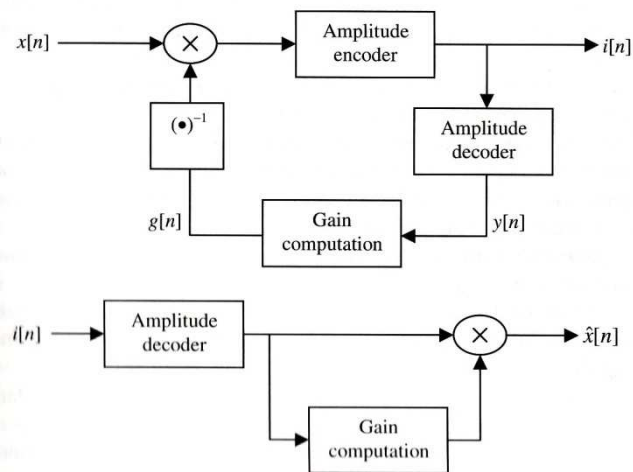 x[n]
×
Amplitude
encoder
i[n]
(•)⁻¹
Amplitude
decoder
g[n]
Gain
computation
y[n]
i[n]
Amplitude
decoder
×
x̂[n]
Gain
computation